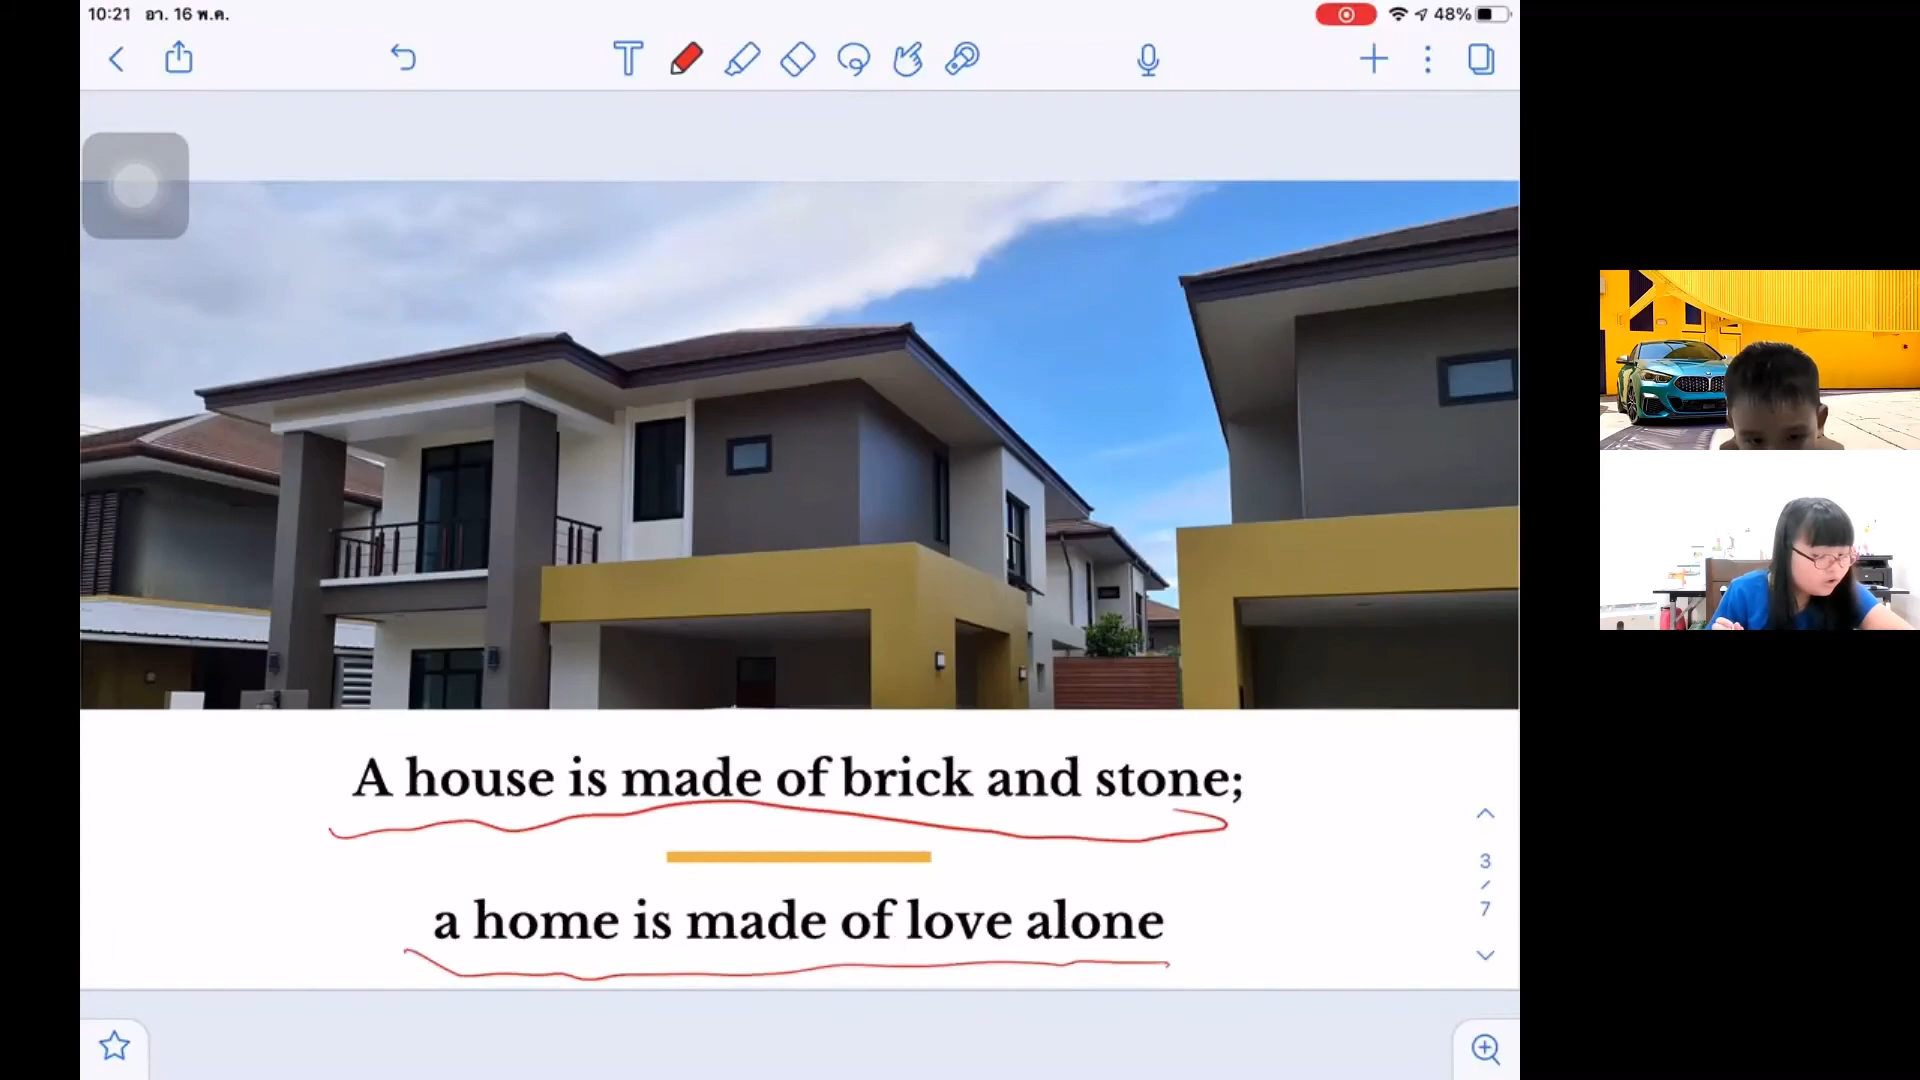 10:21 อา. 16 พ.ค.
48%
T
A house is made of brick and stone;
a home is made of love alone
3
/
7